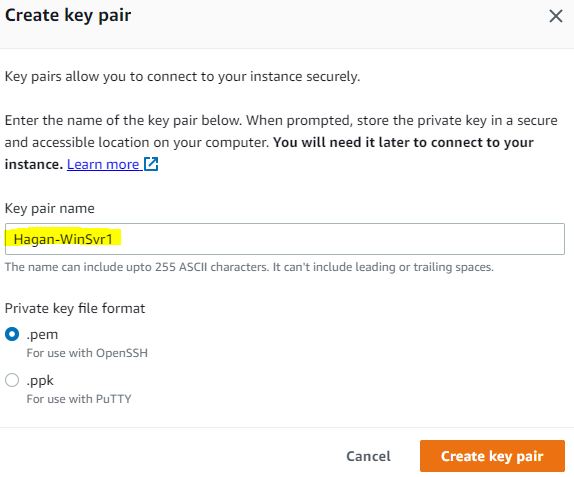 Create key pair
Key pairs allow you to connect to your instance securely.
Enter the name of the key pair below. When prompted, store the private key in a secure
and accessible location on your computer. You will need it later to connect to your
instance. Learn more
Key pair name
Hagan-WinSvr1
The name can include upto 255 ASCII characters. It can't include leading or trailing spaces.
Private key file format
.pem
For use with OpenSSH
.ppk
For use with PuTTY
Cancel Create key pair